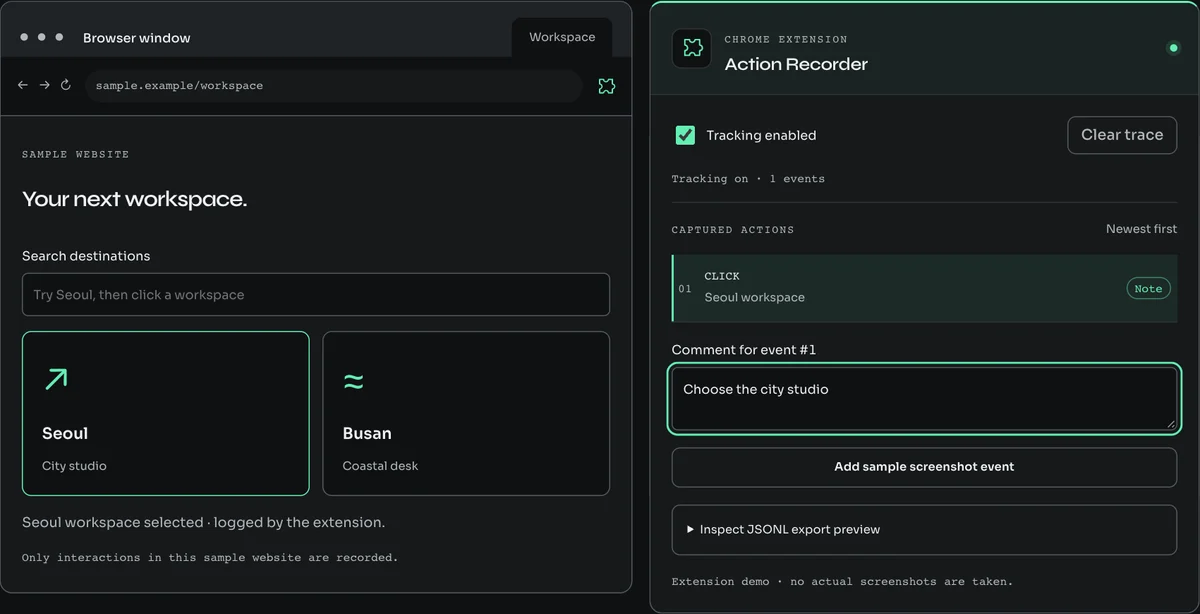 Browser window
Workspace
sample.example/workspace
SAMPLE WEBSITE
Your next workspace.
Search destinations
Try Seoul, then click a workspace
Seoul
City studio
Busan
Coastal desk
Seoul workspace selected · logged by the extension.
Only interactions in this sample website are recorded.
CHROME EXTENSION
Action Recorder
Tracking enabled
Clear trace
Tracking on · 1 events
CAPTURED ACTIONS
Newest first
01
CLICK
Seoul workspace
Note
Comment for event #1
Choose the city studio
Add sample screenshot event
Inspect JSONL export preview
Extension demo · no actual screenshots are taken.